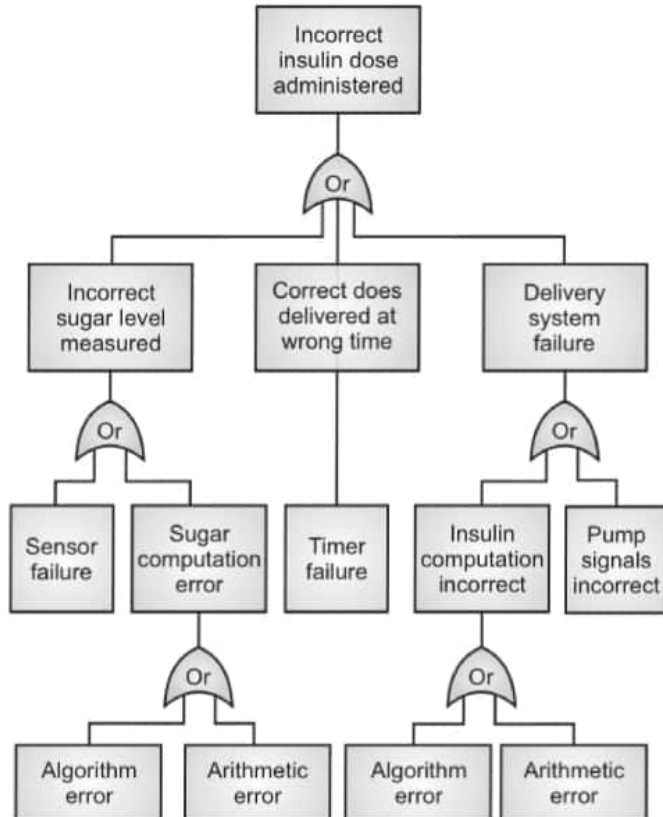 Incorrect
insulin dose
administered
Or
Incorrect
sugar level
measured
Correct does
delivered at
wrong time
Delivery
system
failure
Or
Or
Sensor
failure
Sugar
computation
error
Timer
failure
Insulin
computation
incorrect
Pump
signals
incorrect
Or
Or
Algorithm
error
Arithmetic
error
Algorithm
error
Arithmetic
error